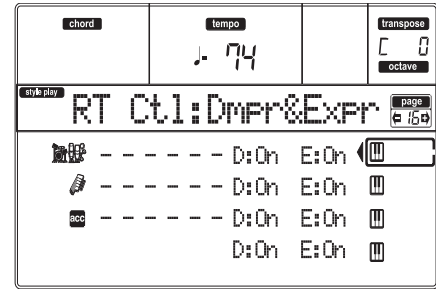 chord tempo transpose
♩- 74 C 0
octave
style play RT Ctl:Dmpr&Expr page 16
- - - - - - D:On E:On
- - - - - - D:On E:On
acc - - - - - - D:On E:On
D:On E:On